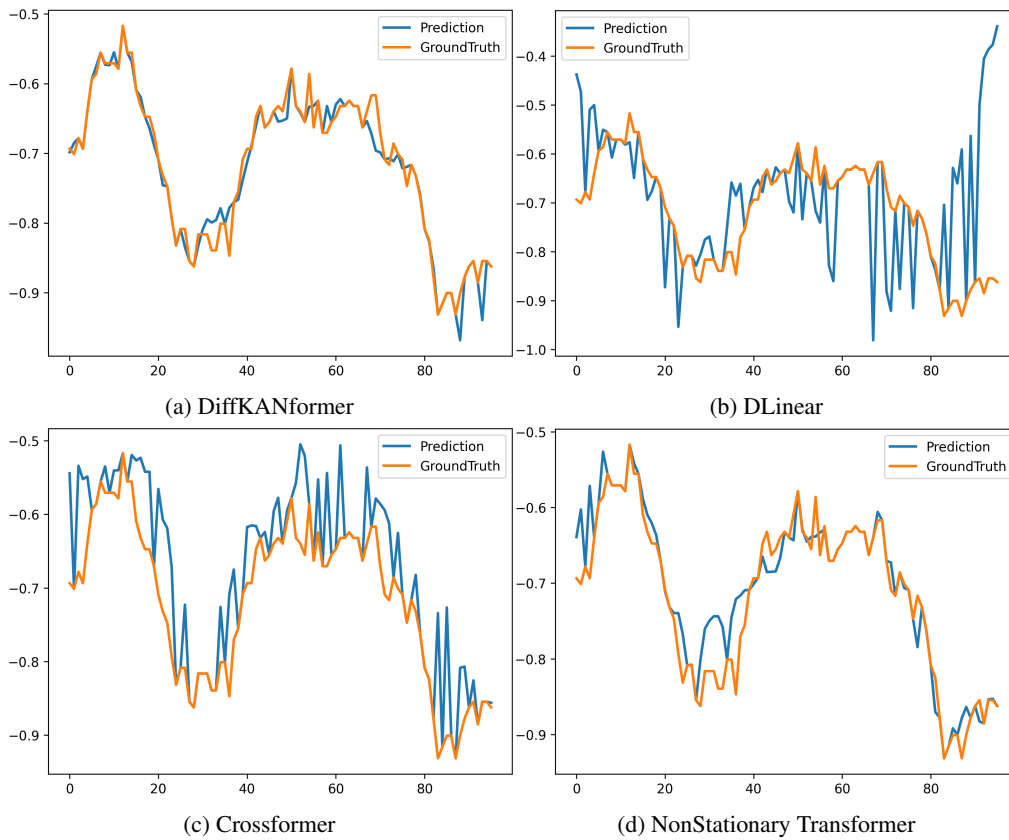 −0.5
−0.6
−0.7
−0.8
−0.9
0 20 40 60 80
Prediction
GroundTruth
(a) DiffKANformer
−0.4
−0.5
−0.6
−0.7
−0.8
−0.9
−1.0
0 20 40 60 80
Prediction
GroundTruth
(b) DLinear
−0.5
−0.6
−0.7
−0.8
−0.9
0 20 40 60 80
Prediction
GroundTruth
(c) Crossformer
−0.5
−0.6
−0.7
−0.8
−0.9
0 20 40 60 80
Prediction
GroundTruth
(d) NonStationary Transformer